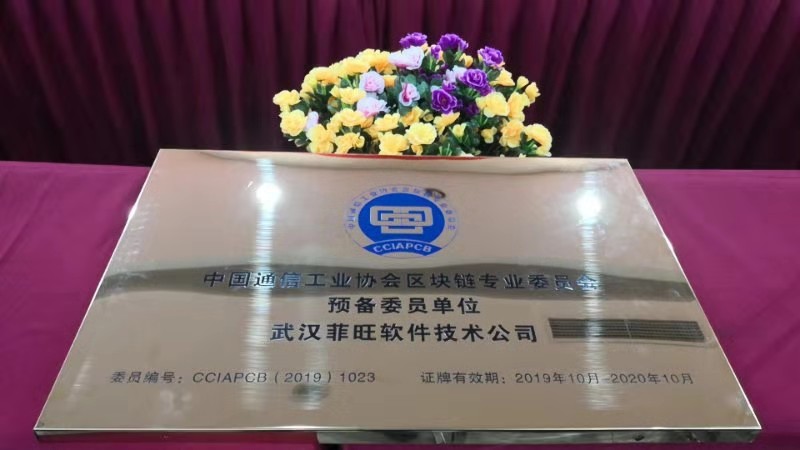 CCIAPCB
中国通信工业协会区块链专业委员会
预备委员单位
武汉菲旺软件技术公司
委员编号：CCIAPCB（2019）1023 证牌有效期：2019年10月-2020年10月